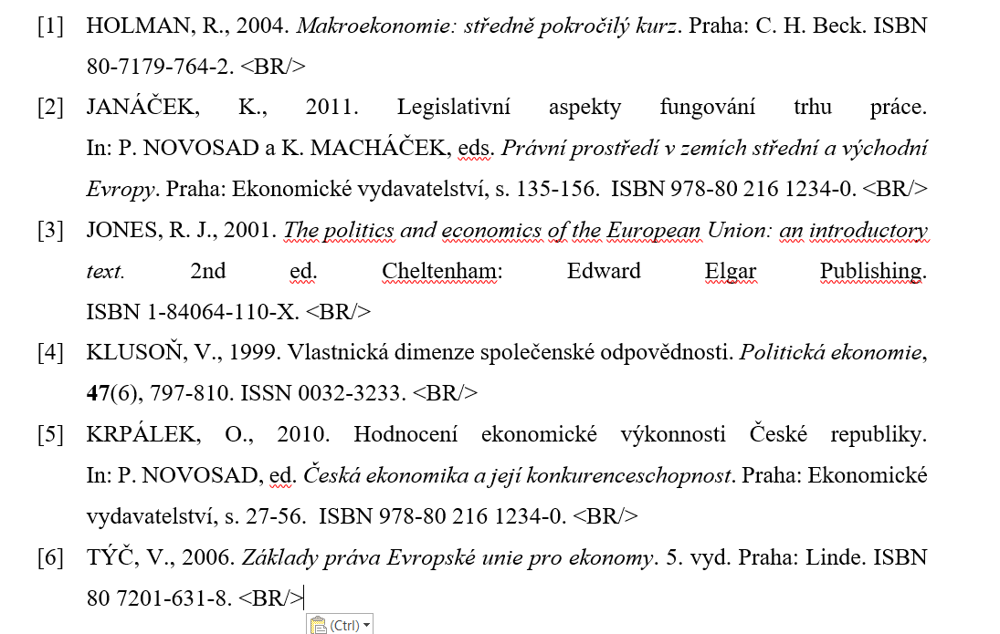 [1] HOLMAN, R., 2004. Makroekonomie: středně pokročilý kurz. Praha: C. H. Beck. ISBN
80-7179-764-2. <BR/>
[2] JANÁČEK, K., 2011. Legislativní aspekty fungování trhu práce.
In: P. NOVOSAD a K. MACHÁČEK, eds. Právní prostředí v zemích střední a východní
Evropy. Praha: Ekonomické vydavatelství, s. 135-156. ISBN 978-80 216 1234-0. <BR/>
[3] JONES, R. J., 2001. The politics and economics of the European Union: an introductory
text. 2nd ed. Cheltenham: Edward Elgar Publishing.
ISBN 1-84064-110-X. <BR/>
[4] KLUSOŇ, V., 1999. Vlastnická dimenze společenské odpovědnosti. Politická ekonomie,
47(6), 797-810. ISSN 0032-3233. <BR/>
[5] KRPÁLEK, O., 2010. Hodnocení ekonomické výkonnosti České republiky.
In: P. NOVOSAD, ed. Česká ekonomika a její konkurenceschopnost. Praha: Ekonomické
vydavatelství, s. 27-56. ISBN 978-80 216 1234-0. <BR/>
[6] TÝČ, V., 2006. Základy práva Evropské unie pro ekonomy. 5. vyd. Praha: Linde. ISBN
80 7201-631-8. <BR/>
(Ctrl)